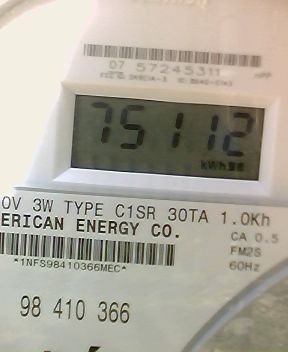 07 57245311
75112
kWh
0V 3W TYPE C1SR 30TA 1.0Kh
ERICAN ENERGY CO.
CA 0.5
FM2S
*1NFS98410366MEC*
60Hz
98 410 366